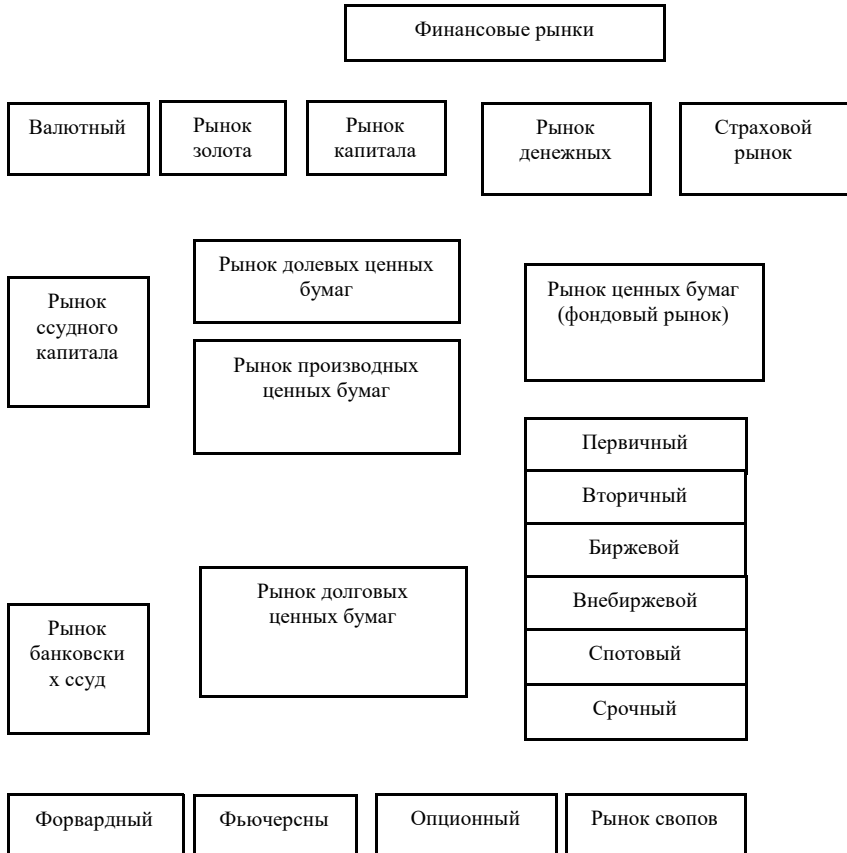 Финансовые рынки
Валютный
Рынок
золота
Рынок
капитала
Рынок
денежных
Страховой
рынок
Рынок долевых ценных
бумаг
Рынок ценных бумаг
(фондовый рынок)
Рынок
ссудного
капитала
Рынок производных
ценных бумаг
Первичный
Вторичный
Биржевой
Внебиржевой
Спотовый
Срочный
Рынок долговых
ценных бумаг
Рынок
банковски
х ссуд
Форвардный
Фьючерсны
Опционный
Рынок свопов